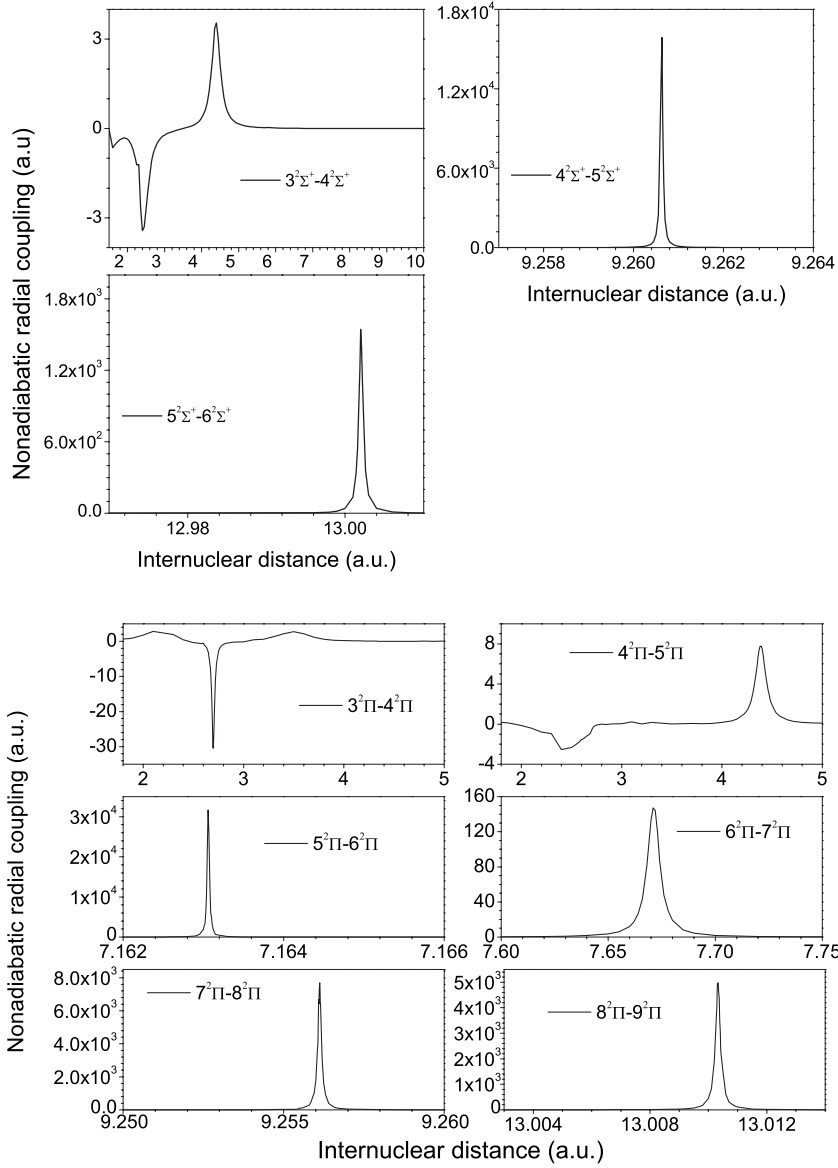 Nonadiabatic radial coupling (a.u)
3
0
-3
3²Σ⁺-4²Σ⁺
2 3 4 5 6 7 8 9 10
1.8x10⁴
1.2x10⁴
6.0x10³
0.0
4²Σ⁺-5²Σ⁺
9.258 9.260 9.262 9.264
Internuclear distance (a.u.)
1.8x10³
1.2x10³
6.0x10²
0.0
5²Σ⁺-6²Σ⁺
12.98 13.00
Internuclear distance (a.u.)
Nonadiabatic radial coupling (a.u.)
0
-10
-20
-30
3²Π-4²Π
2 3 4 5
8
4
0
-4
4²Π-5²Π
2 3 4 5
3x10⁴
2x10⁴
1x10⁴
0
5²Π-6²Π
7.162 7.164 7.166
160
120
80
40
0
6²Π-7²Π
7.60 7.65 7.70 7.75
8.0x10³
6.0x10³
4.0x10³
2.0x10³
0.0
7²Π-8²Π
9.250 9.255 9.260
5x10³
4x10³
3x10³
2x10³
1x10³
0
8²Π-9²Π
13.004 13.008 13.012
Internuclear distance (a.u.)